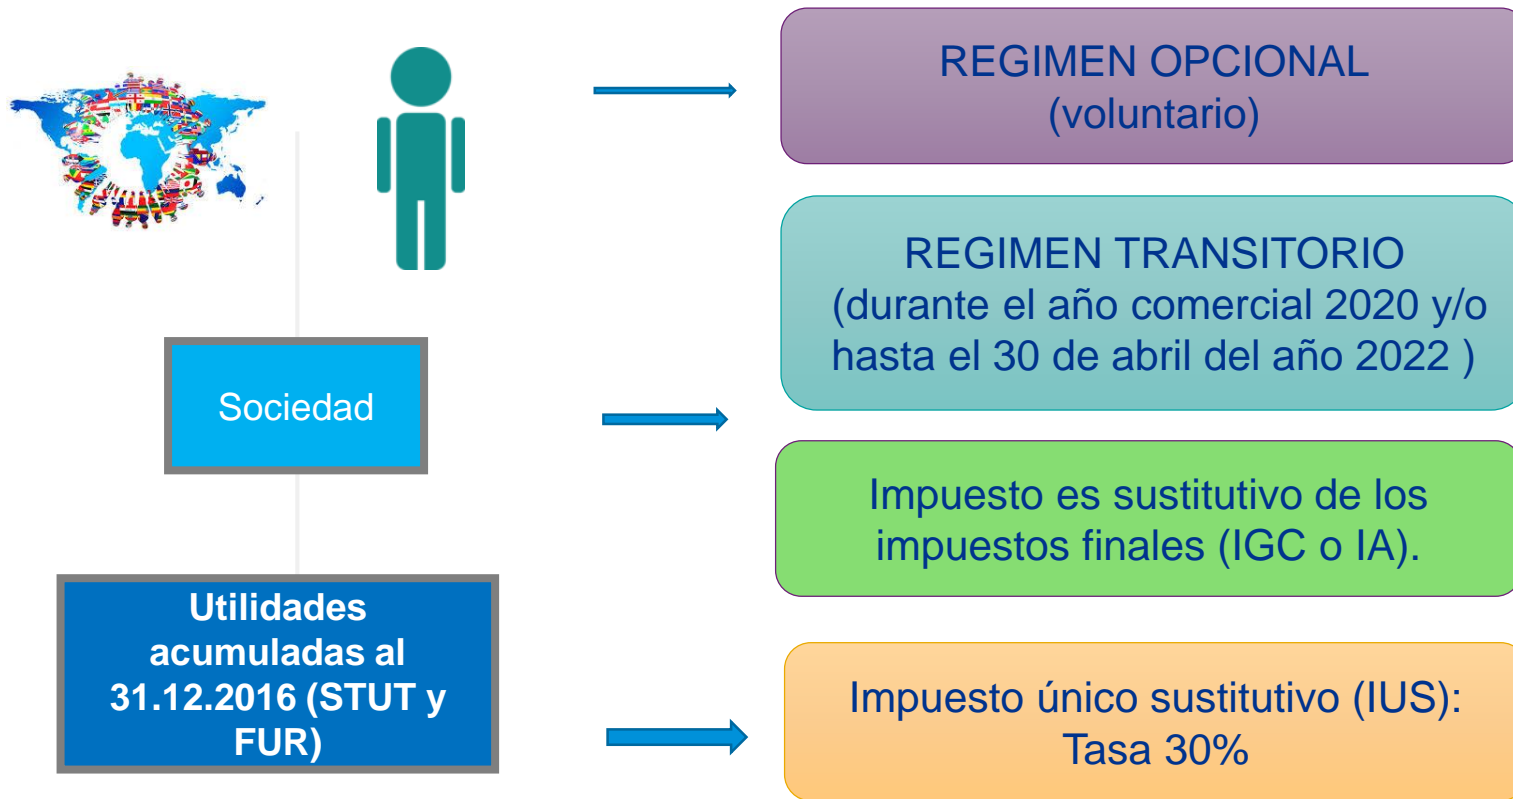 REGIMEN OPCIONAL
(voluntario)
REGIMEN TRANSITORIO
(durante el año comercial 2020 y/o
hasta el 30 de abril del año 2022 )
Sociedad
Impuesto es sustitutivo de los
impuestos finales (IGC o IA).
Utilidades
acumuladas al
31.12.2016 (STUT y
FUR)
Impuesto único sustitutivo (IUS):
Tasa 30%